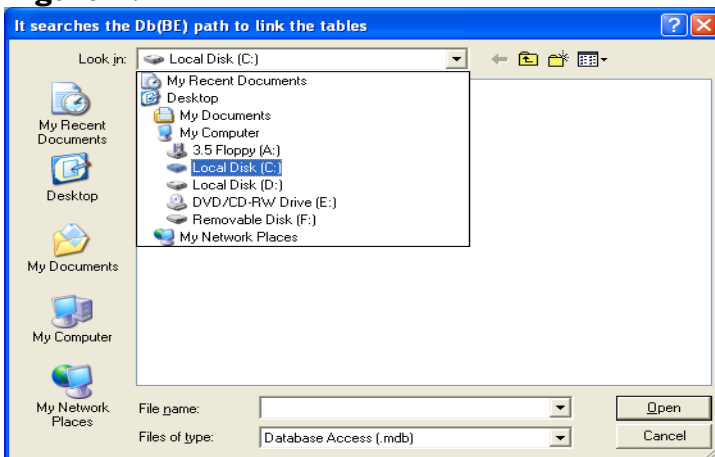 It searches the Db(BE) path to link the tables
Look in:
Local Disk (C:)
My Recent Documents
Desktop
My Documents
My Computer
3.5 Floppy (A:)
Local Disk (C:)
Local Disk (D:)
DVD/CD-RW Drive (E:)
Removable Disk (F:)
My Network Places
My Recent
Documents
Desktop
My Documents
My Computer
My Network
Places
File name:
Open
Files of type:
Database Access (.mdb)
Cancel